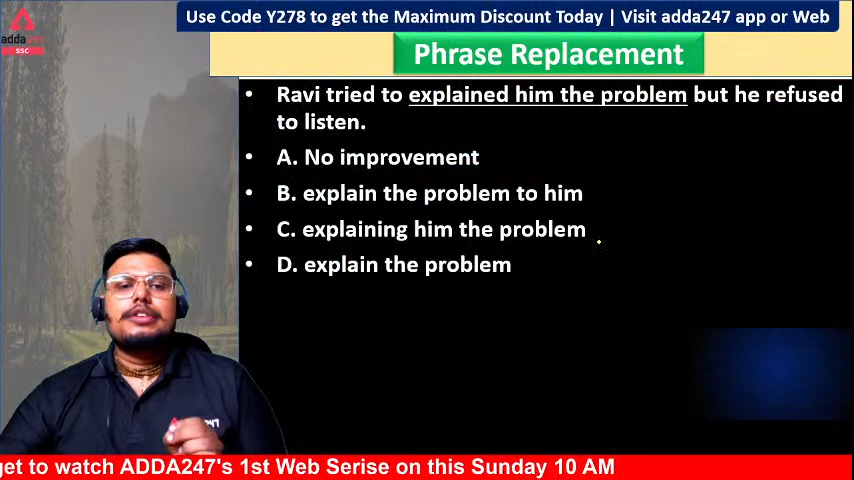 Use Code Y278 to get the Maximum Discount Today | Visit adda247 app or Web
adda247
SSC
Phrase Replacement
• Ravi tried to explained him the problem but he refused
to listen.
• A. No improvement
• B. explain the problem to him
• C. explaining him the problem
• D. explain the problem
get to watch ADDA247's 1st Web Serise on this Sunday 10 AM